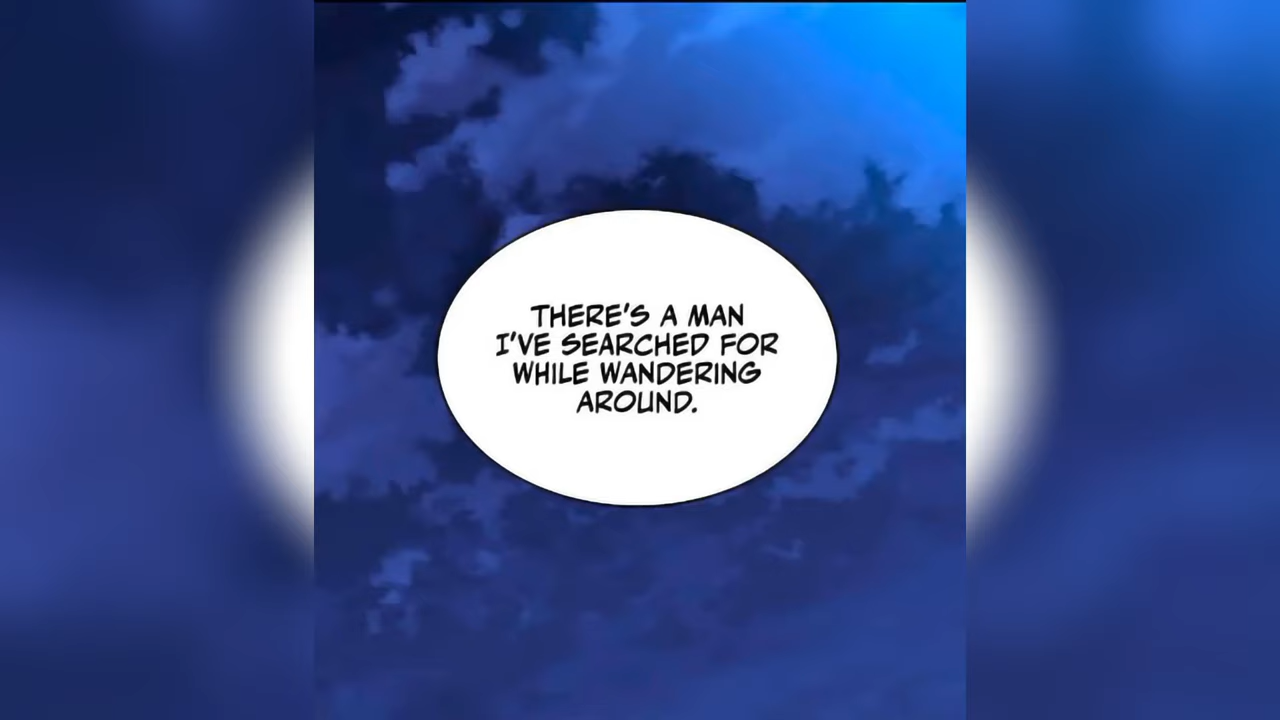 THERE'S A MAN
I'VE SEARCHED FOR
WHILE WANDERING
AROUND.